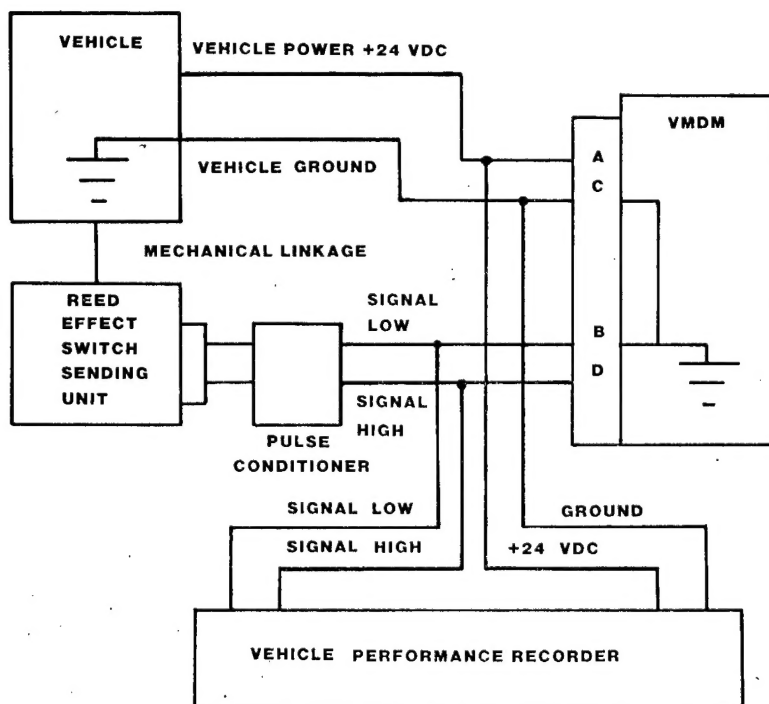 VEHICLE
VEHICLE POWER +24 VDC
VMDM
A
VEHICLE GROUND
C
MECHANICAL LINKAGE
REED
EFFECT
SWITCH
SENDING
UNIT
SIGNAL
LOW
B
D
SIGNAL
HIGH
PULSE
CONDITIONER
SIGNAL LOW
GROUND
SIGNAL HIGH
+24 VDC
VEHICLE PERFORMANCE RECORDER